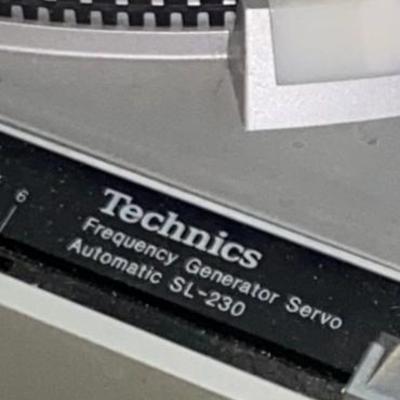 6
Technics
Frequency Generator Servo
Automatic SL-230